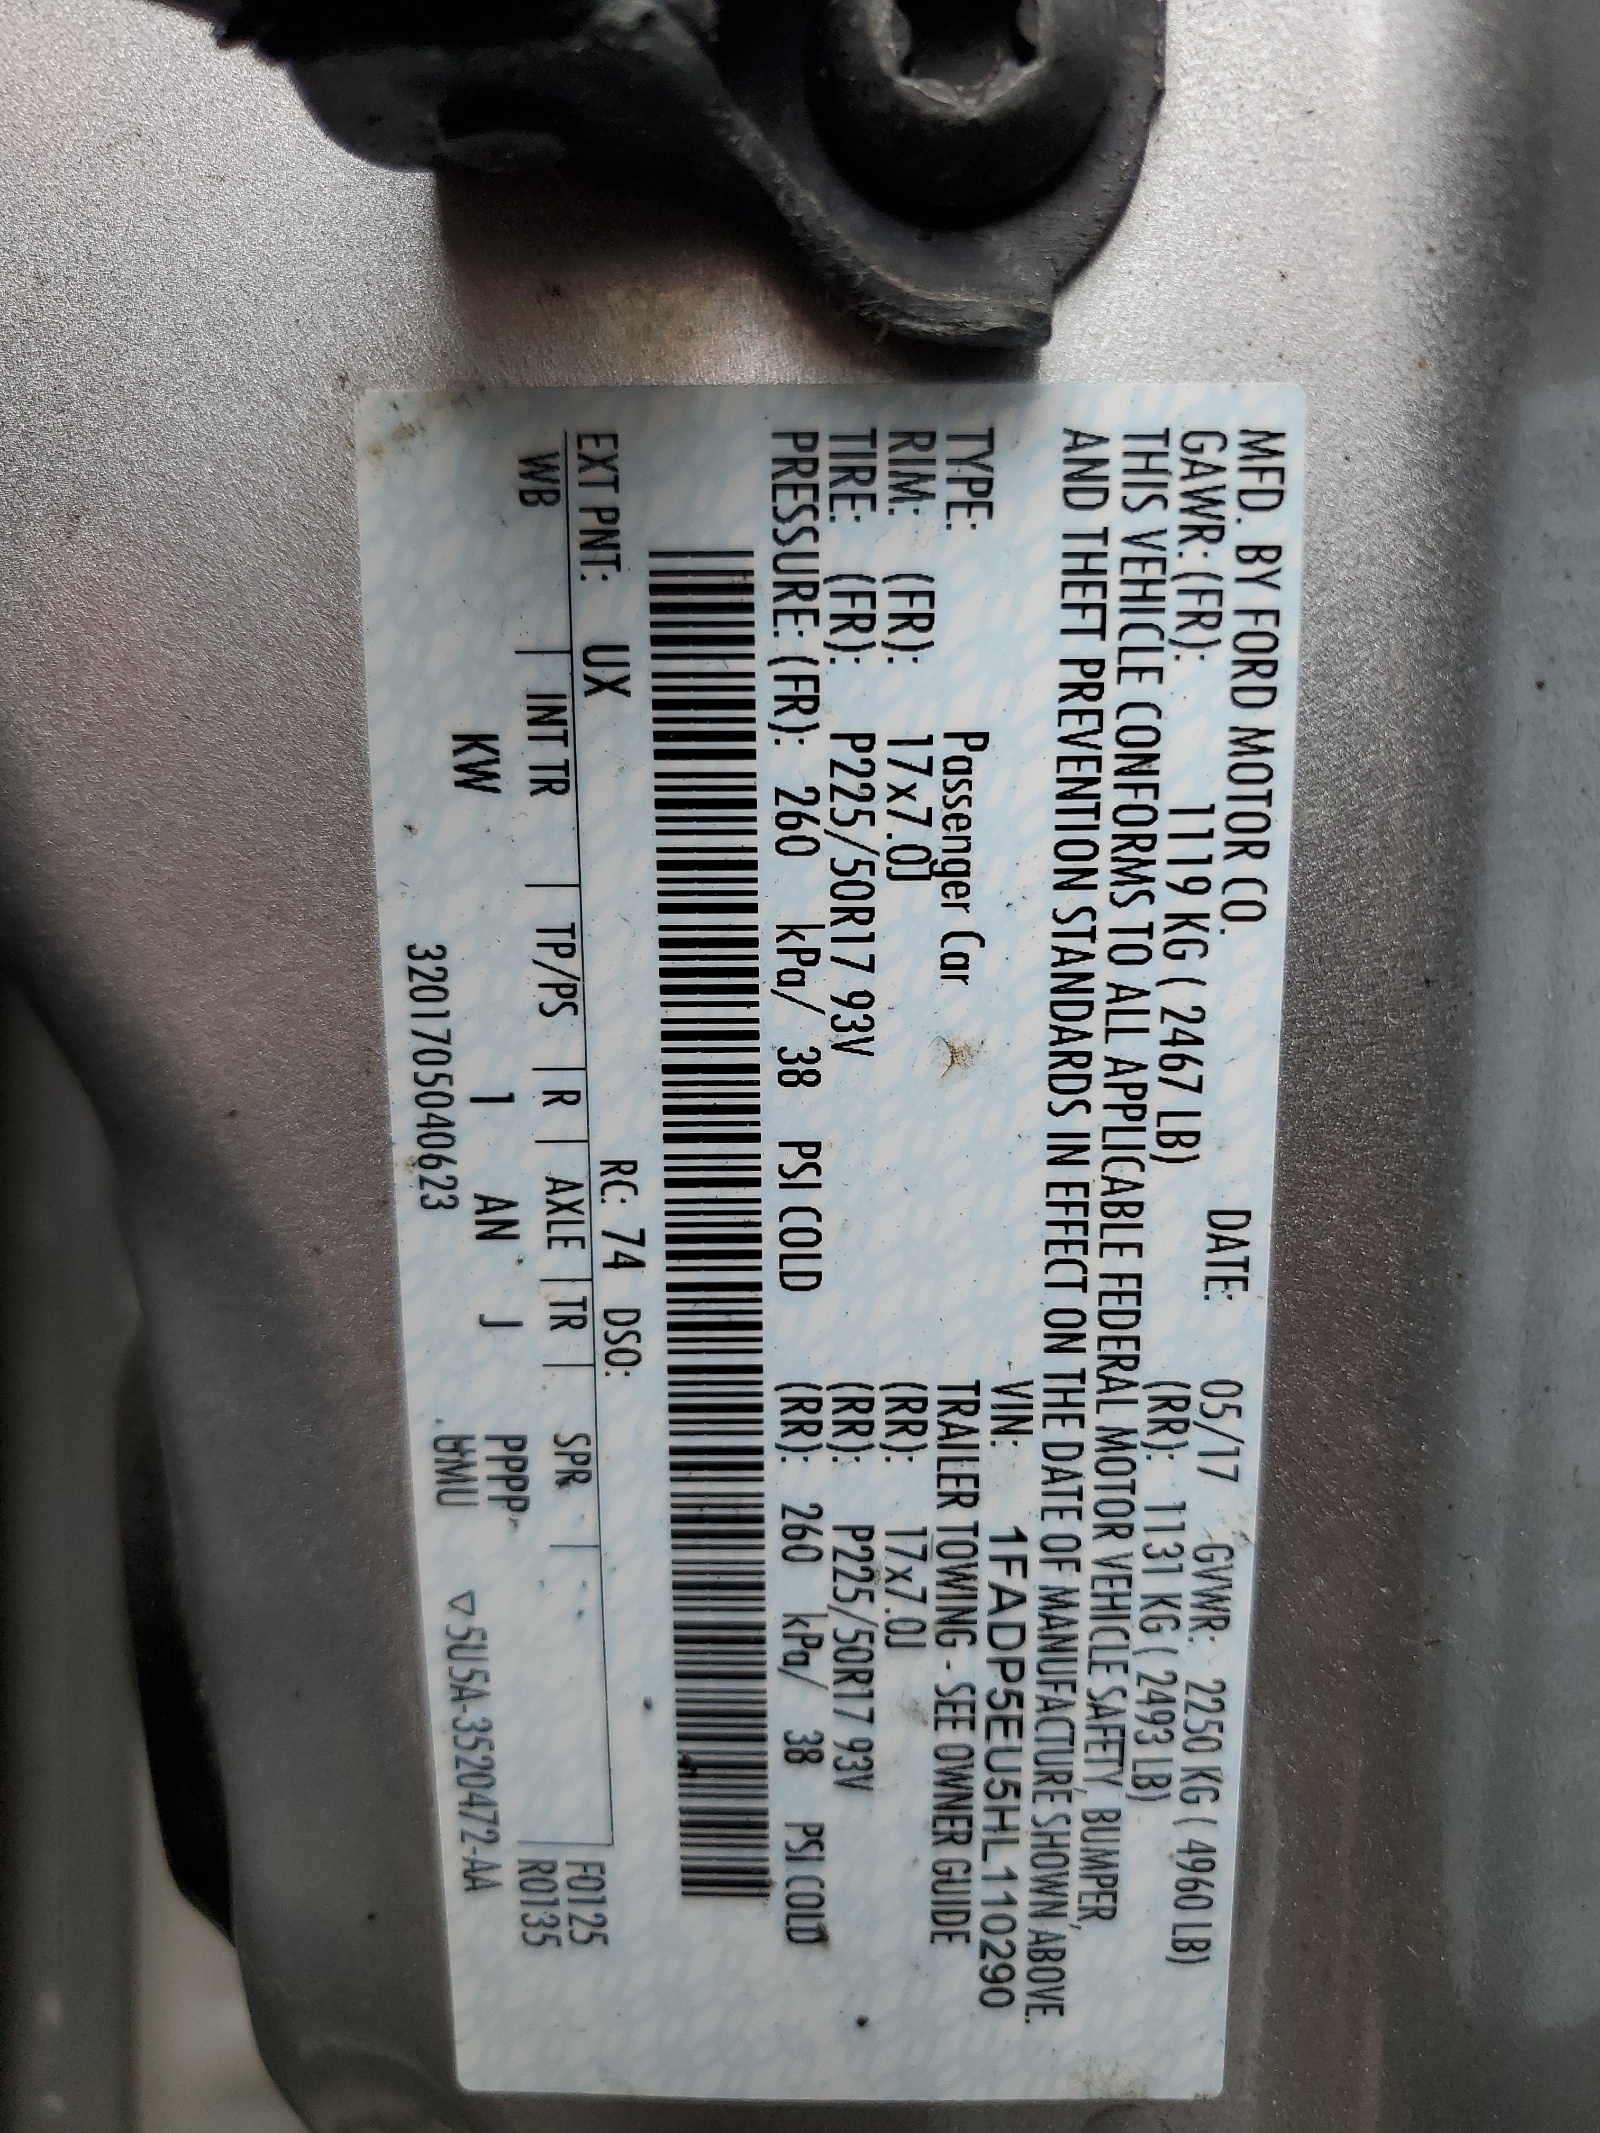 MFD. BY FORD MOTOR CO.
DATE: 05/17 GVWR: 2250 KG ( 4960 LB)
GAWR: (FR): 1119 KG ( 2467 LB) (RR): 1131 KG ( 2493 LB)
THIS VEHICLE CONFORMS TO ALL APPLICABLE FEDERAL MOTOR VEHICLE SAFETY, BUMPER,
AND THEFT PREVENTION STANDARDS IN EFFECT ON THE DATE OF MANUFACTURE SHOWN ABOVE.
VIN: 1FADP5EU5HL110290
TYPE: Passenger Car TRAILER TOWING - SEE OWNER GUIDE
RIM: (FR): 17x7.0J (RR): 17x7.0J
TIRE: (FR): P225/50R17 93V (RR): P225/50R17 93V
PRESSURE: (FR): 260 kPa/ 38 PSI COLD (RR): 260 kPa/ 38 PSI COLD
EXT PNT: UX RC: 74 DSO: F0125
WB INT TR TP/PS R AXLE TR SPR R0135
KW 1 AN J PPPP
3201705040623 ▽5U5A-3520472-AA